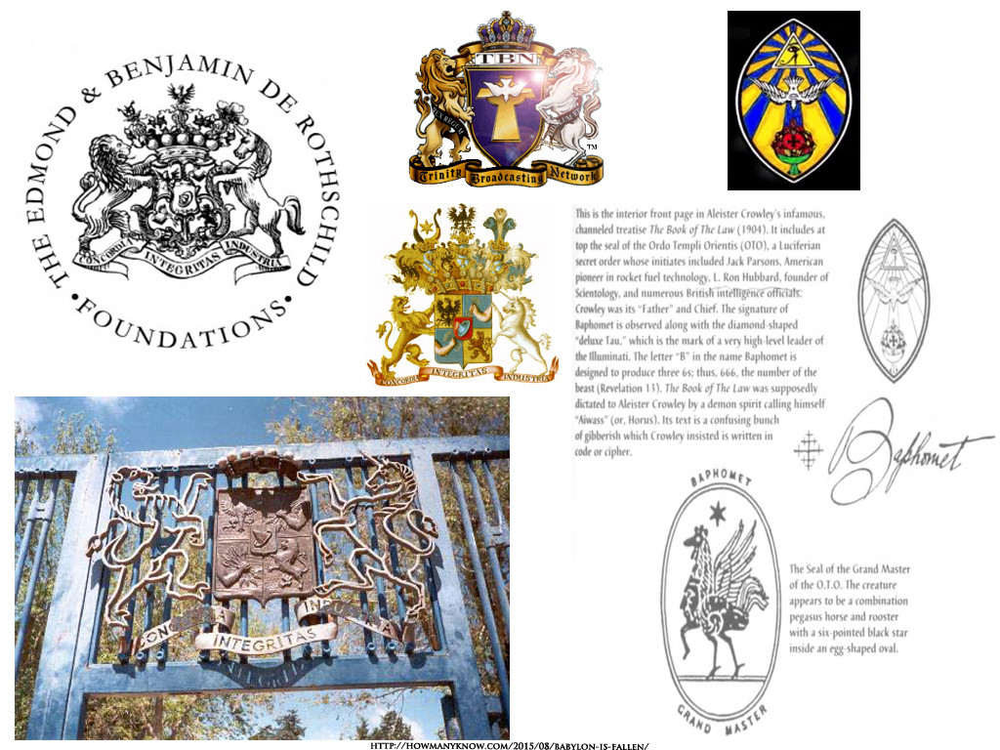 THE EDMOND & BENJAMIN DE ROTHSCHILD
•FOUNDATIONS•
CONCORDIA
INTEGRITAS
INDUSTRIA
TBN
REX REGUM
TM
Trinity Broadcasting Network
CONCORDIA
INTEGRITAS
INDUSTRIA
This is the interior front page in Aleister Crowley's infamous,
channeled treatise The Book of The Law (1904). It includes at
top the seal of the Ordo Templi Orientis (OTO), a Luciferian
secret order whose initiates included Jack Parsons, American
pioneer in rocket fuel technology, L. Ron Hubbard, founder of
Scientology, and numerous British intelligence officials.
Crowley was its "Father" and Chief. The signature of
Baphomet is observed along with the diamond-shaped
"deluxe Tau," which is the mark of a very high-level leader of
the Illuminati. The letter "B" in the name Baphomet is
designed to produce three 6s; thus, 666, the number of the
beast (Revelation 13). The Book of The Law was supposedly
dictated to Aleister Crowley by a demon spirit calling himself
"Aiwass" (or, Horus). Its text is a confusing bunch
of gibberish which Crowley insisted is written in
code or cipher.
Baphomet
INTEGRITAS
BAPHOMET
GRAND MASTER
The Seal of the Grand Master
of the O.T.O. The creature
appears to be a combination
pegasus horse and rooster
with a six-pointed black star
inside an egg-shaped oval.
HTTP://HOWMANYKNOW.COM/2015/08/BABYLON-IS-FALLEN/